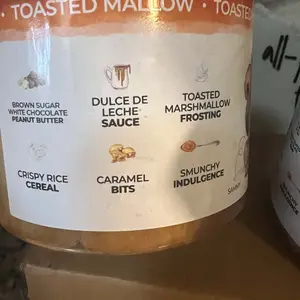 TOASTED MALLOW · TOASTED
BROWN SUGAR
WHITE CHOCOLATE
PEANUT BUTTER
DULCE DE
LECHE
SAUCE
TOASTED
MARSHMALLOW
FROSTING
CRISPY RICE
CEREAL
CARAMEL
BITS
SMUNCHY
INDULGENCE
all-